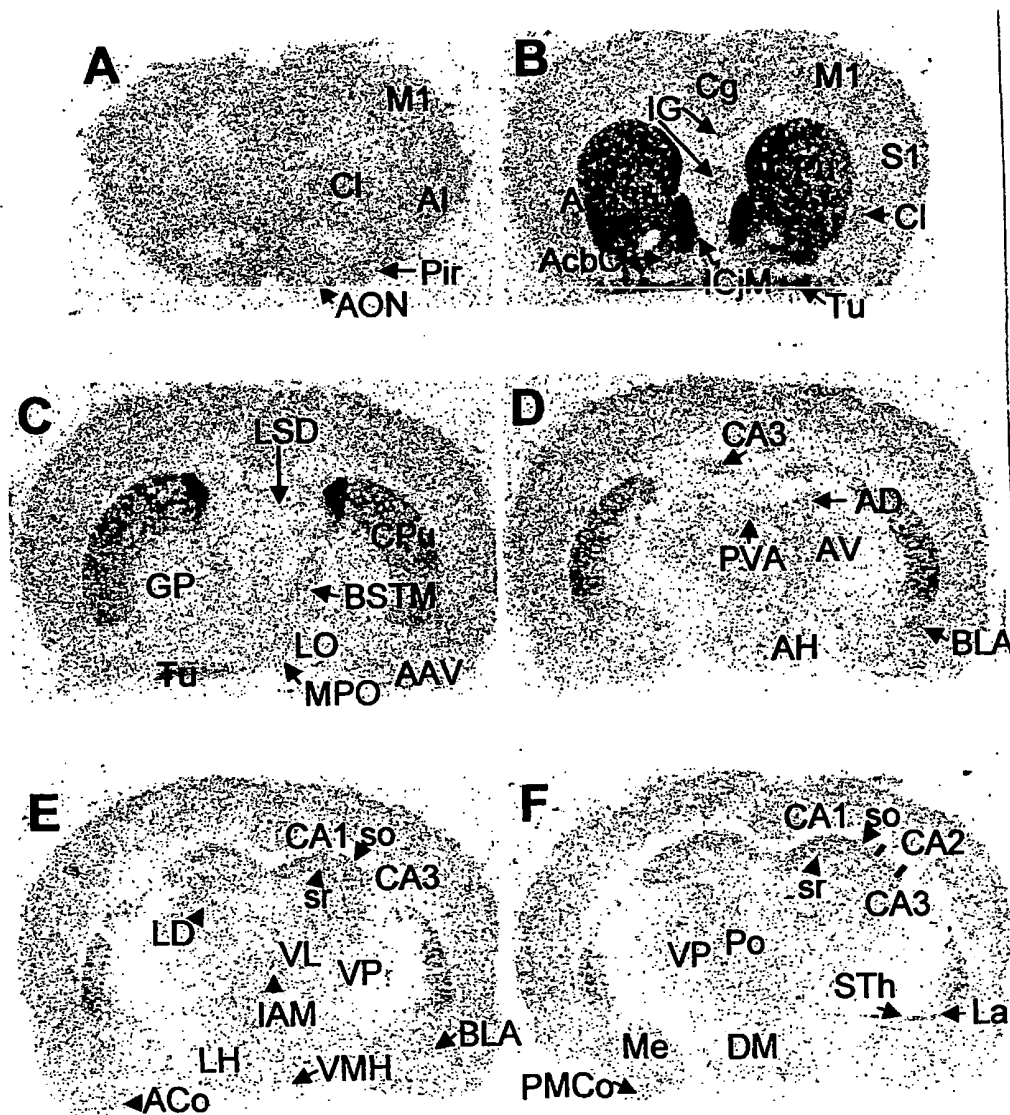 A
M1
Cl
AI
Pir
AON
B
Cg
M1
IG
S1
Cl
ICjM
Tu
C
LSD
CPu
GP
BSTM
LO
Tu
AAV
MPO
D
CA3
AD
PVA
AV
AH
BLA
E
CA1 so
CA3
sr
LD
VL
VP
IAM
BLA
LH
VMH
ACo
F
CA1 so
CA2
sr
CA3
VP
Po
STh
La
Me
DM
PMCo